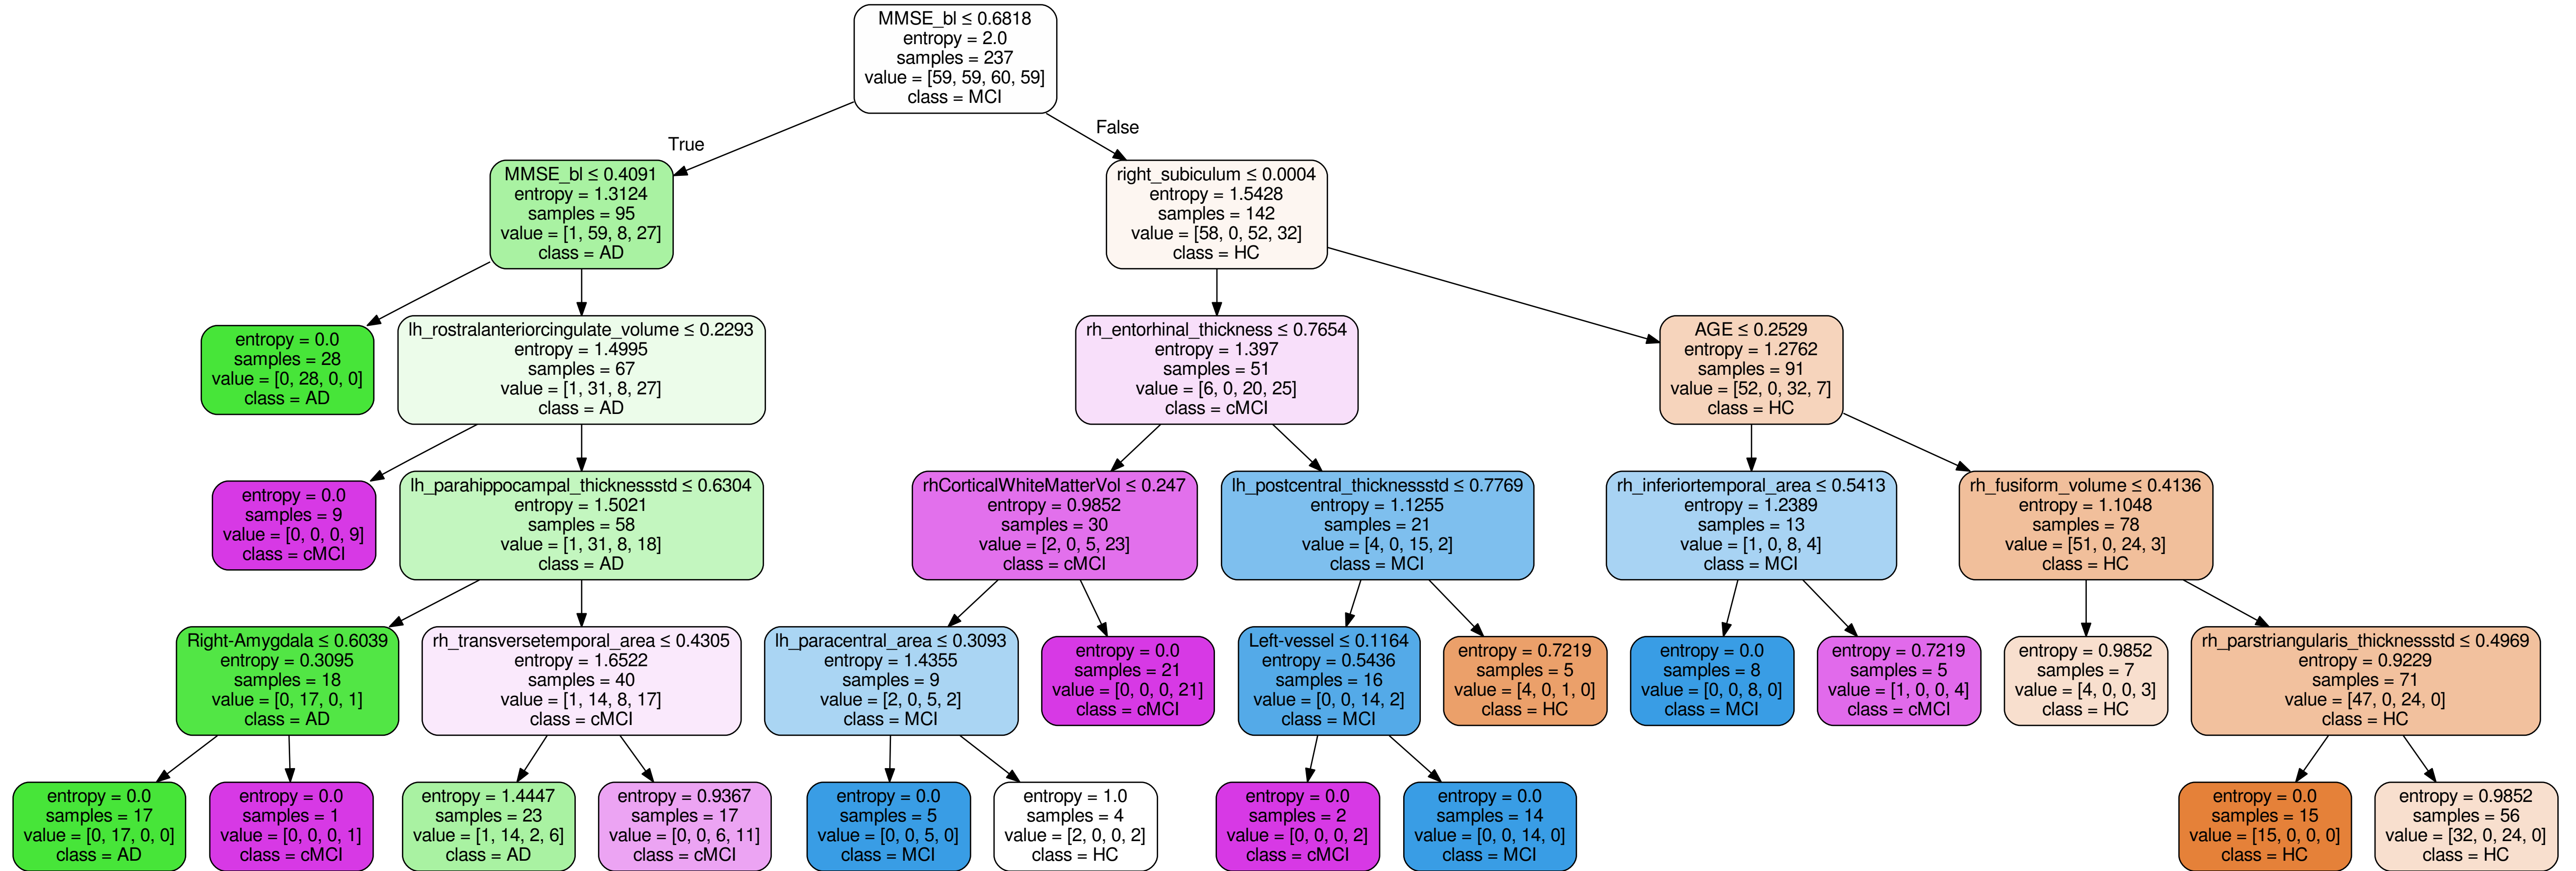 MMSE_bl ≤ 0.6818
entropy = 2.0
samples = 237
value = [59, 59, 60, 59]
class = MCI
True
False
MMSE_bl ≤ 0.4091
entropy = 1.3124
samples = 95
value = [1, 59, 8, 27]
class = AD
right_subiculum ≤ 0.0004
entropy = 1.5428
samples = 142
value = [58, 0, 52, 32]
class = HC
entropy = 0.0
samples = 28
value = [0, 28, 0, 0]
class = AD
lh_rostralanteriorcingulate_volume ≤ 0.2293
entropy = 1.4995
samples = 67
value = [1, 31, 8, 27]
class = AD
rh_entorhinal_thickness ≤ 0.7654
entropy = 1.397
samples = 51
value = [6, 0, 20, 25]
class = cMCI
AGE ≤ 0.2529
entropy = 1.2762
samples = 91
value = [52, 0, 32, 7]
class = HC
entropy = 0.0
samples = 9
value = [0, 0, 0, 9]
class = cMCI
lh_parahippocampal_thicknessstd ≤ 0.6304
entropy = 1.5021
samples = 58
value = [1, 31, 8, 18]
class = AD
rhCorticalWhiteMatterVol ≤ 0.247
entropy = 0.9852
samples = 30
value = [2, 0, 5, 23]
class = cMCI
lh_postcentral_thicknessstd ≤ 0.7769
entropy = 1.1255
samples = 21
value = [4, 0, 15, 2]
class = MCI
rh_inferiortemporal_area ≤ 0.5413
entropy = 1.2389
samples = 13
value = [1, 0, 8, 4]
class = MCI
rh_fusiform_volume ≤ 0.4136
entropy = 1.1048
samples = 78
value = [51, 0, 24, 3]
class = HC
Right-Amygdala ≤ 0.6039
entropy = 0.3095
samples = 18
value = [0, 17, 0, 1]
class = AD
rh_transversetemporal_area ≤ 0.4305
entropy = 1.6522
samples = 40
value = [1, 14, 8, 17]
class = cMCI
lh_paracentral_area ≤ 0.3093
entropy = 1.4355
samples = 9
value = [2, 0, 5, 2]
class = MCI
entropy = 0.0
samples = 21
value = [0, 0, 0, 21]
class = cMCI
Left-vessel ≤ 0.1164
entropy = 0.5436
samples = 16
value = [0, 0, 14, 2]
class = MCI
entropy = 0.7219
samples = 5
value = [4, 0, 1, 0]
class = HC
entropy = 0.0
samples = 8
value = [0, 0, 8, 0]
class = MCI
entropy = 0.7219
samples = 5
value = [1, 0, 0, 4]
class = cMCI
entropy = 0.9852
samples = 7
value = [4, 0, 0, 3]
class = HC
rh_parstriangularis_thicknessstd ≤ 0.4969
entropy = 0.9229
samples = 71
value = [47, 0, 24, 0]
class = HC
entropy = 0.0
samples = 17
value = [0, 17, 0, 0]
class = AD
entropy = 0.0
samples = 1
value = [0, 0, 0, 1]
class = cMCI
entropy = 1.4447
samples = 23
value = [1, 14, 2, 6]
class = AD
entropy = 0.9367
samples = 17
value = [0, 0, 6, 11]
class = cMCI
entropy = 0.0
samples = 5
value = [0, 0, 5, 0]
class = MCI
entropy = 1.0
samples = 4
value = [2, 0, 0, 2]
class = HC
entropy = 0.0
samples = 2
value = [0, 0, 0, 2]
class = cMCI
entropy = 0.0
samples = 14
value = [0, 0, 14, 0]
class = MCI
entropy = 0.0
samples = 15
value = [15, 0, 0, 0]
class = HC
entropy = 0.9852
samples = 56
value = [32, 0, 24, 0]
class = HC